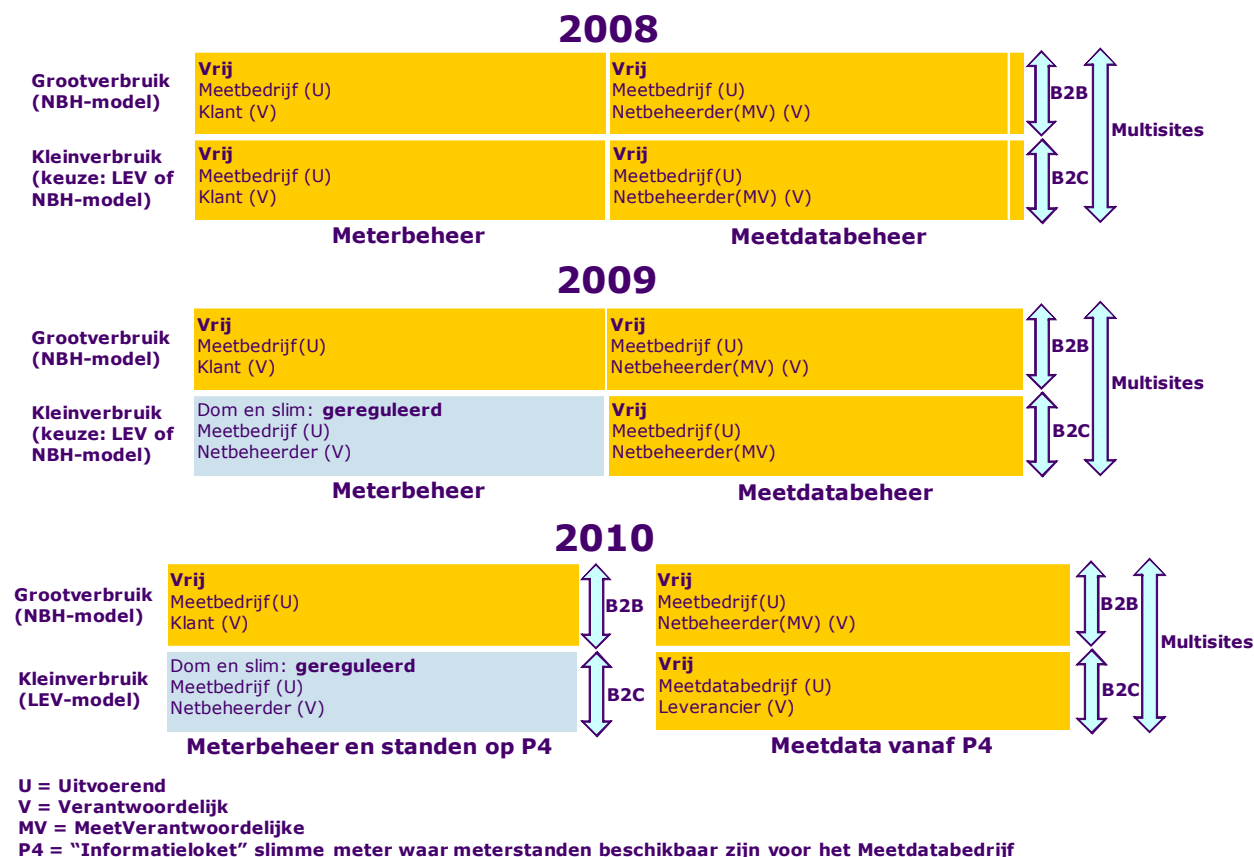 2008
Grootverbruik
(NBH-model)
Vrij
Meetbedrijf (U)
Klant (V)
Vrij
Meetbedrijf (U)
Netbeheerder(MV) (V)
B2B
Multisites
Kleinverbruik
(keuze: LEV of
NBH-model)
Vrij
Meetbedrijf (U)
Klant (V)
Vrij
Meetbedrijf(U)
Netbeheerder(MV) (V)
B2C
Meterbeheer
Meetdatabeheer
2009
Grootverbruik
(NBH-model)
Vrij
Meetbedrijf(U)
Klant (V)
Vrij
Meetbedrijf (U)
Netbeheerder(MV) (V)
B2B
Multisites
Kleinverbruik
(keuze: LEV of
NBH-model)
Dom en slim: gereguleerd
Meetbedrijf (U)
Netbeheerder (V)
Vrij
Meetbedrijf(U)
Netbeheerder(MV)
B2C
Meterbeheer
Meetdatabeheer
2010
Grootverbruik
(NBH-model)
Vrij
Meetbedrijf(U)
Klant (V)
B2B
Vrij
Meetbedrijf(U)
Netbeheerder(MV) (V)
B2B
Multisites
Kleinverbruik
(LEV-model)
Dom en slim: gereguleerd
Meetbedrijf (U)
Netbeheerder (V)
B2C
Vrij
Meetdatabedrijf (U)
Leverancier (V)
B2C
Meterbeheer en standen op P4
Meetdata vanaf P4
U = Uitvoerend
V = Verantwoordelijk
MV = MeetVerantwoordelijke
P4 = “Informatieloket” slimme meter waar meterstanden beschikbaar zijn voor het Meetdatabedrijf